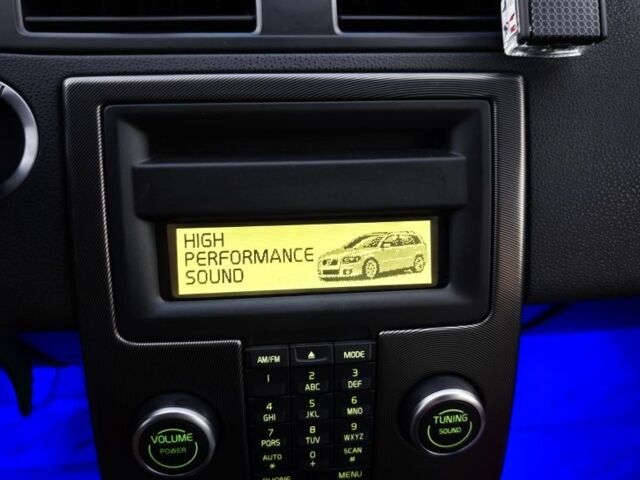 HIGH
PERFORMANCE
SOUND
AM/FM
MODE
1
2
3
ABC
DEF
4
5
6
GHI
JKL
MNO
7
8
9
PQRS
TUV
WXYZ
AUTO
0
SCAN
*
+
#
PHONE
MENU
VOLUME
POWER
TUNING
SOUND